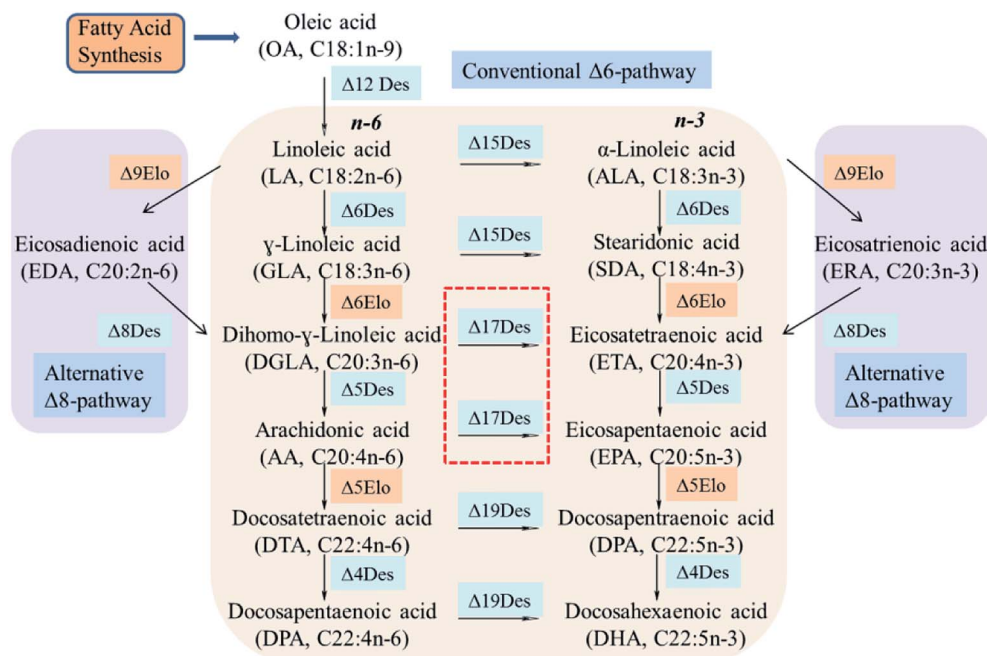 Fatty Acid
Synthesis
Oleic acid
(OA, C18:1n-9)
Δ12 Des
Conventional Δ6-pathway
n-6
n-3
Linoleic acid
(LA, C18:2n-6)
Δ15Des
α-Linoleic acid
(ALA, C18:3n-3)
Δ9Elo
Δ9Elo
Δ6Des
Δ6Des
Eicosadienoic acid
(EDA, C20:2n-6)
ɣ-Linoleic acid
(GLA, C18:3n-6)
Δ15Des
Stearidonic acid
(SDA, C18:4n-3)
Eicosatrienoic acid
(ERA, C20:3n-3)
Δ6Elo
Δ6Elo
Δ8Des
Dihomo-ɣ-Linoleic acid
(DGLA, C20:3n-6)
Δ17Des
Eicosatetraenoic acid
(ETA, C20:4n-3)
Δ8Des
Alternative
Δ8-pathway
Δ5Des
Δ5Des
Alternative
Δ8-pathway
Arachidonic acid
(AA, C20:4n-6)
Δ17Des
Eicosapentaenoic acid
(EPA, C20:5n-3)
Δ5Elo
Δ5Elo
Docosatetraenoic acid
(DTA, C22:4n-6)
Δ19Des
Docosapentraenoic acid
(DPA, C22:5n-3)
Δ4Des
Δ4Des
Docosapentaenoic acid
(DPA, C22:4n-6)
Δ19Des
Docosahexaenoic acid
(DHA, C22:5n-3)